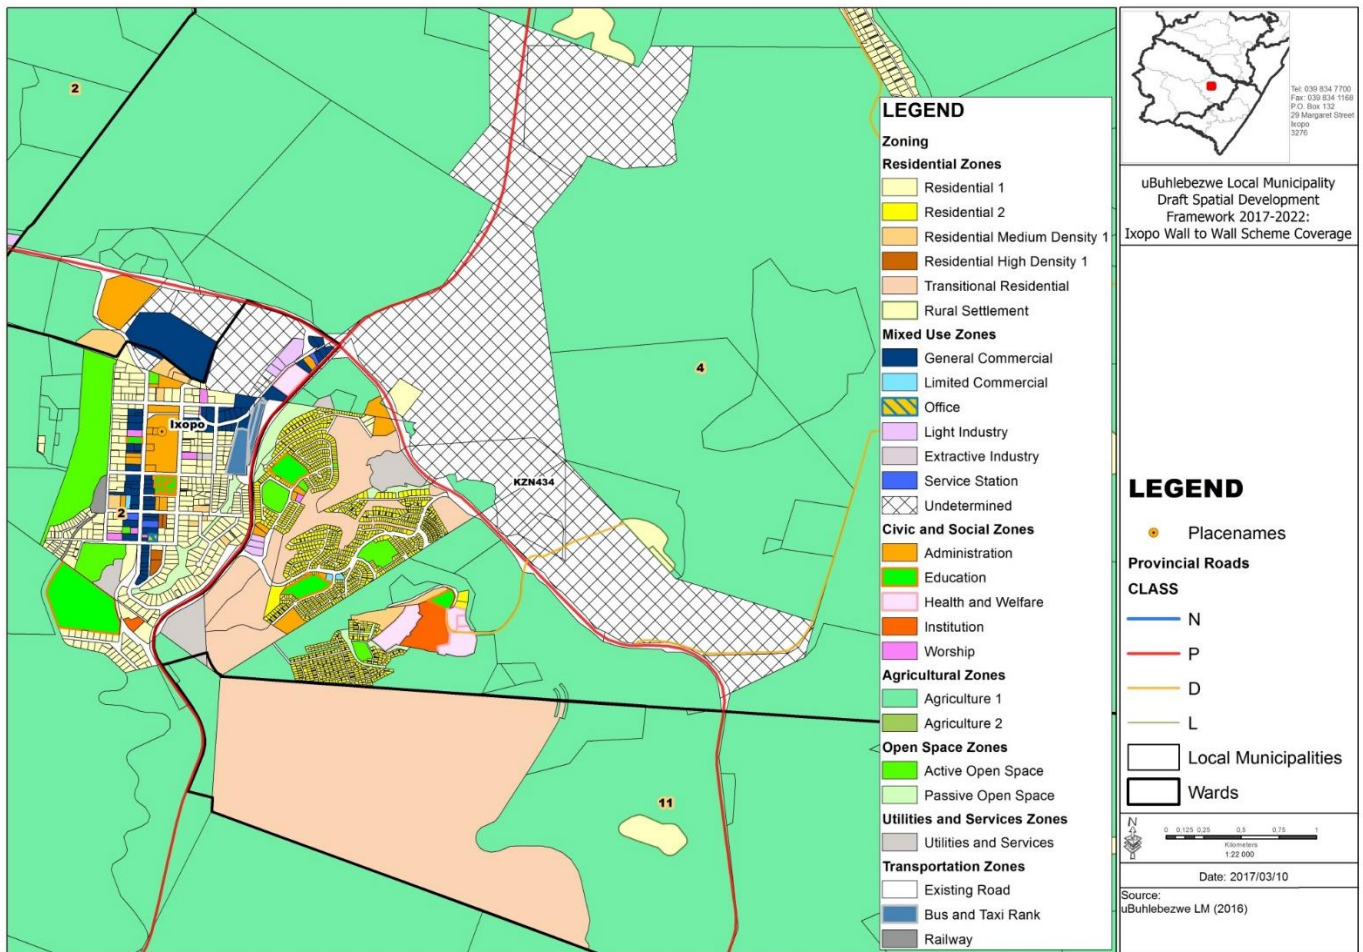 2
4
Ixopo
KZN434
2
11
LEGEND
Zoning
Residential Zones
Residential 1
Residential 2
Residential Medium Density 1
Residential High Density 1
Transitional Residential
Rural Settlement
Mixed Use Zones
General Commercial
Limited Commercial
Office
Light Industry
Extractive Industry
Service Station
Undetermined
Civic and Social Zones
Administration
Education
Health and Welfare
Institution
Worship
Agricultural Zones
Agriculture 1
Agriculture 2
Open Space Zones
Active Open Space
Passive Open Space
Utilities and Services Zones
Utilities and Services
Transportation Zones
Existing Road
Bus and Taxi Rank
Railway
Tel: 039 834 7700
Fax: 039 834 1168
P.O. Box 132
29 Margaret Street
Ixopo
3276
uBuhlebezwe Local Municipality
Draft Spatial Development
Framework 2017-2022:
Ixopo Wall to Wall Scheme Coverage
LEGEND
Placenames
Provincial Roads
CLASS
N
P
D
L
Local Municipalities
Wards
N
0 0,125 0,25 0,5 0,75 1
Kilometers
1:22 000
Date: 2017/03/10
Source:
uBuhlebezwe LM (2016)